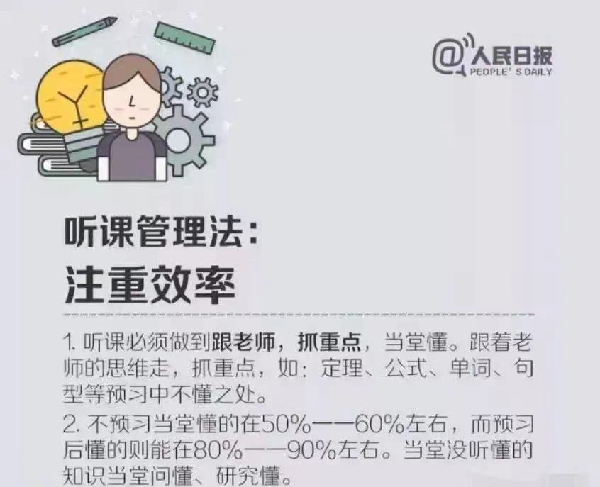 @人民日报
PEOPLE'S DAILY
听课管理法：
注重效率
1. 听课必须做到跟老师，抓重点，当堂懂。跟着老
师的思维走，抓重点，如：定理、公式、单词、句
型等预习中不懂之处。
2. 不预习当堂懂的在50%——60%左右，而预习
后懂的则能在80%——90%左右。当堂没听懂的
知识当堂问懂、研究懂。